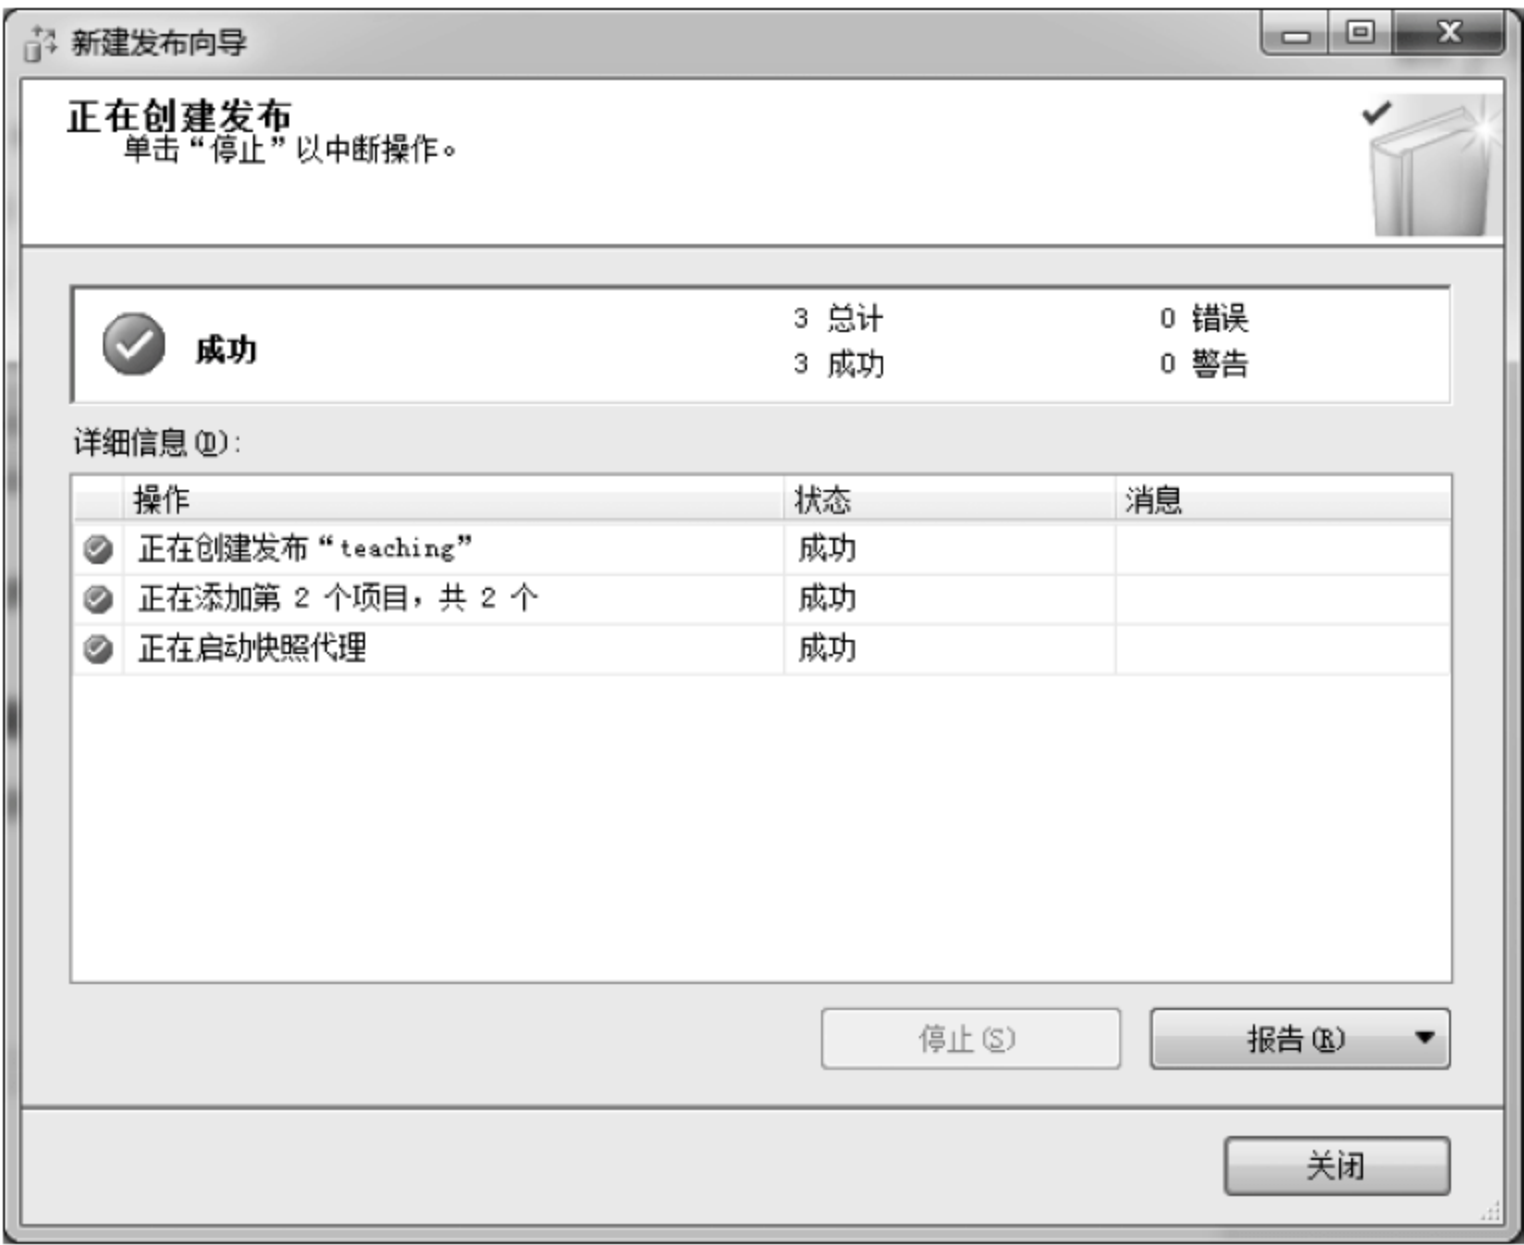 新建发布向导
正在创建发布
单击“停止”以中断操作。
成功
3 总计
0 错误
3 成功
0 警告
详细信息(D):
操作 状态 消息
正在创建发布“teaching” 成功
正在添加第 2 个项目，共 2 个 成功
正在启动快照代理 成功
停止(S)
报告(R)
关闭